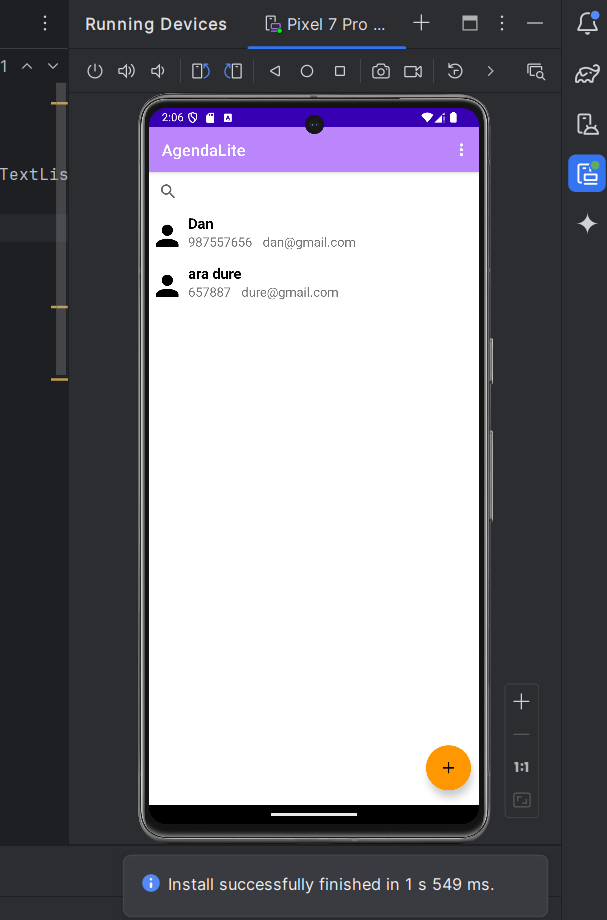 Running Devices
Pixel 7 Pro ...
1
TextLis
2:06
A
AgendaLite
Dan
987557656 dan@gmail.com
ara dure
657887 dure@gmail.com
1:1
Install successfully finished in 1 s 549 ms.